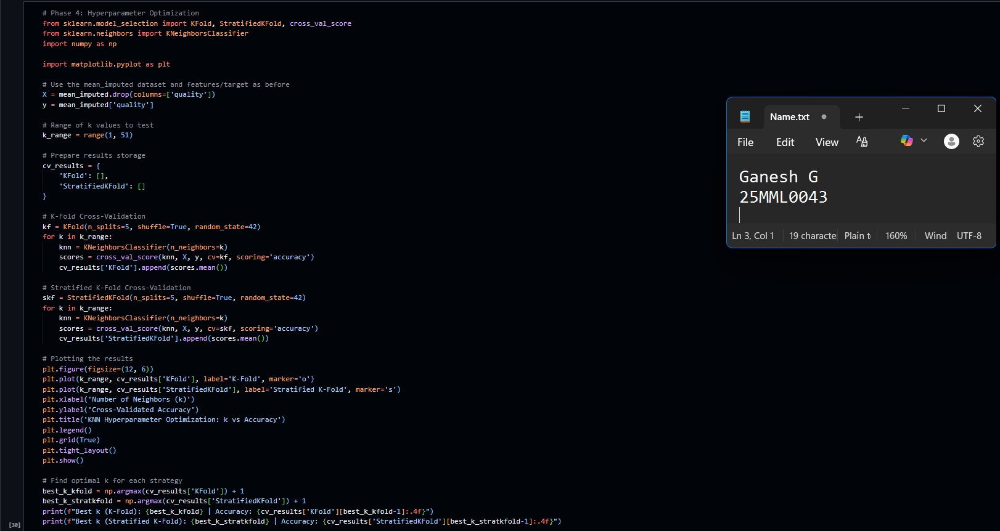 # Phase 4: Hyperparameter Optimization
from sklearn.model_selection import KFold, StratifiedKFold, cross_val_score
from sklearn.neighbors import KNeighborsClassifier
import numpy as np

import matplotlib.pyplot as plt

# Use the mean_imputed dataset and features/target as before
X = mean_imputed.drop(columns=['quality'])
y = mean_imputed['quality']

# Range of k values to test
k_range = range(1, 51)

# Prepare results storage
cv_results = {
    'KFold': [],
    'StratifiedKFold': []
}

# K-Fold Cross-Validation
kf = KFold(n_splits=5, shuffle=True, random_state=42)
for k in k_range:
    knn = KNeighborsClassifier(n_neighbors=k)
    scores = cross_val_score(knn, X, y, cv=kf, scoring='accuracy')
    cv_results['KFold'].append(scores.mean())

# Stratified K-Fold Cross-Validation
skf = StratifiedKFold(n_splits=5, shuffle=True, random_state=42)
for k in k_range:
    knn = KNeighborsClassifier(n_neighbors=k)
    scores = cross_val_score(knn, X, y, cv=skf, scoring='accuracy')
    cv_results['StratifiedKFold'].append(scores.mean())

# Plotting the results
plt.figure(figsize=(12, 6))
plt.plot(k_range, cv_results['KFold'], label='K-Fold', marker='o')
plt.plot(k_range, cv_results['StratifiedKFold'], label='Stratified K-Fold', marker='s')
plt.xlabel('Number of Neighbors (k)')
plt.ylabel('Cross-Validated Accuracy')
plt.title('KNN Hyperparameter Optimization: k vs Accuracy')
plt.legend()
plt.grid(True)
plt.tight_layout()
plt.show()

# Find optimal k for each strategy
best_k_kfold = np.argmax(cv_results['KFold']) + 1
best_k_stratkfold = np.argmax(cv_results['StratifiedKFold']) + 1
print(f"Best k (K-Fold): {best_k_kfold} | Accuracy: {cv_results['KFold'][best_k_kfold-1]:.4f}")
print(f"Best k (Stratified K-Fold): {best_k_stratkfold} | Accuracy: {cv_results['StratifiedKFold'][best_k_stratkfold-1]:.4f}")
[30]
Name.txt
File Edit View
Ganesh G
25MML0043
Ln 3, Col 1 19 character Plain t 160% Wind UTF-8